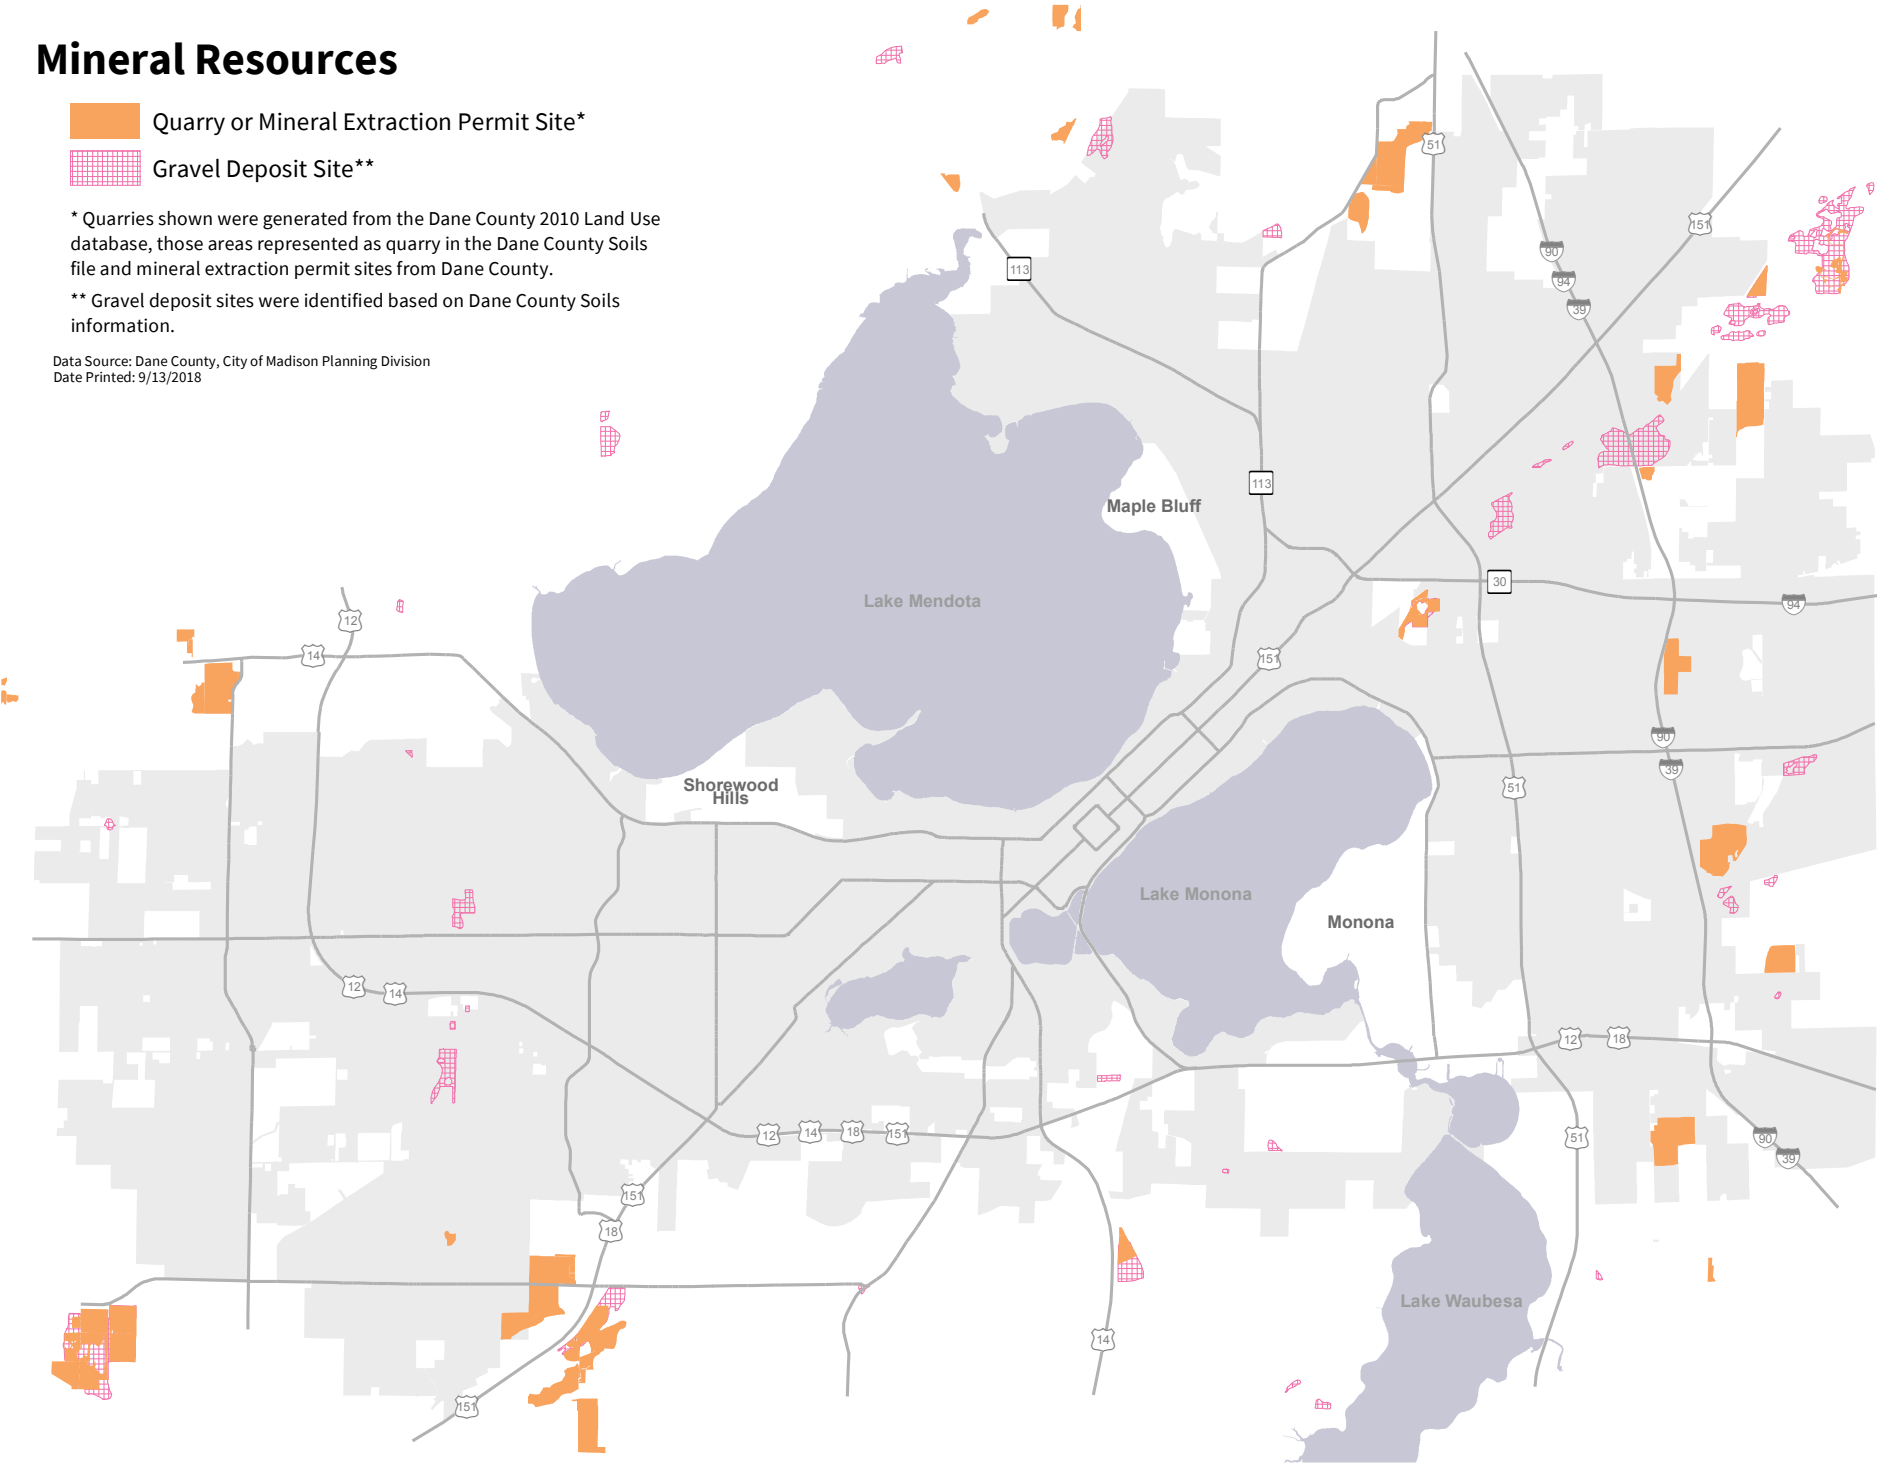 Mineral Resources
Quarry or Mineral Extraction Permit Site*
Gravel Deposit Site**
* Quarries shown were generated from the Dane County 2010 Land Use
database, those areas represented as quarry in the Dane County Soils
file and mineral extraction permit sites from Dane County.
** Gravel deposit sites were identified based on Dane County Soils
information.
Data Source: Dane County, City of Madison Planning Division
Date Printed: 9/13/2018
51
151
90
94
39
113
113
Maple Bluff
30
94
Lake Mendota
12
14
151
90
39
51
Shorewood
Hills
Lake Monona
Monona
12
14
12
18
12
14
18
151
51
90
39
151
18
Lake Waubesa
14
151